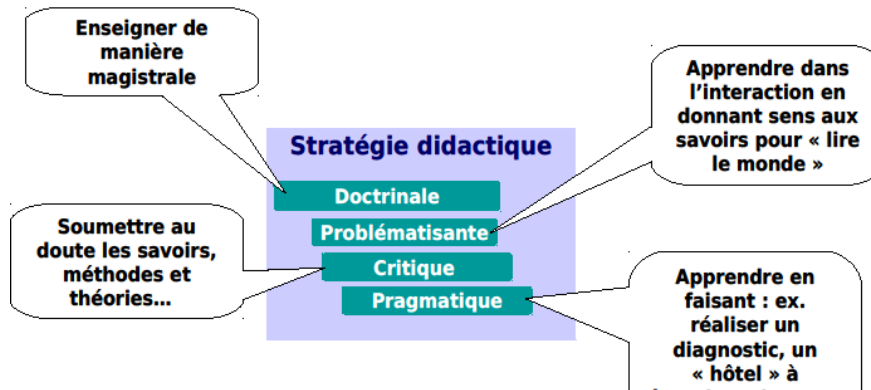 Enseigner de
manière
magistrale
Apprendre dans
l’interaction en
donnant sens aux
savoirs pour « lire
le monde »
Stratégie didactique
Doctrinale
Problématisante
Critique
Pragmatique
Soumettre au
doute les savoirs,
méthodes et
théories…
Apprendre en
faisant : ex.
réaliser un
diagnostic, un
« hôtel » à